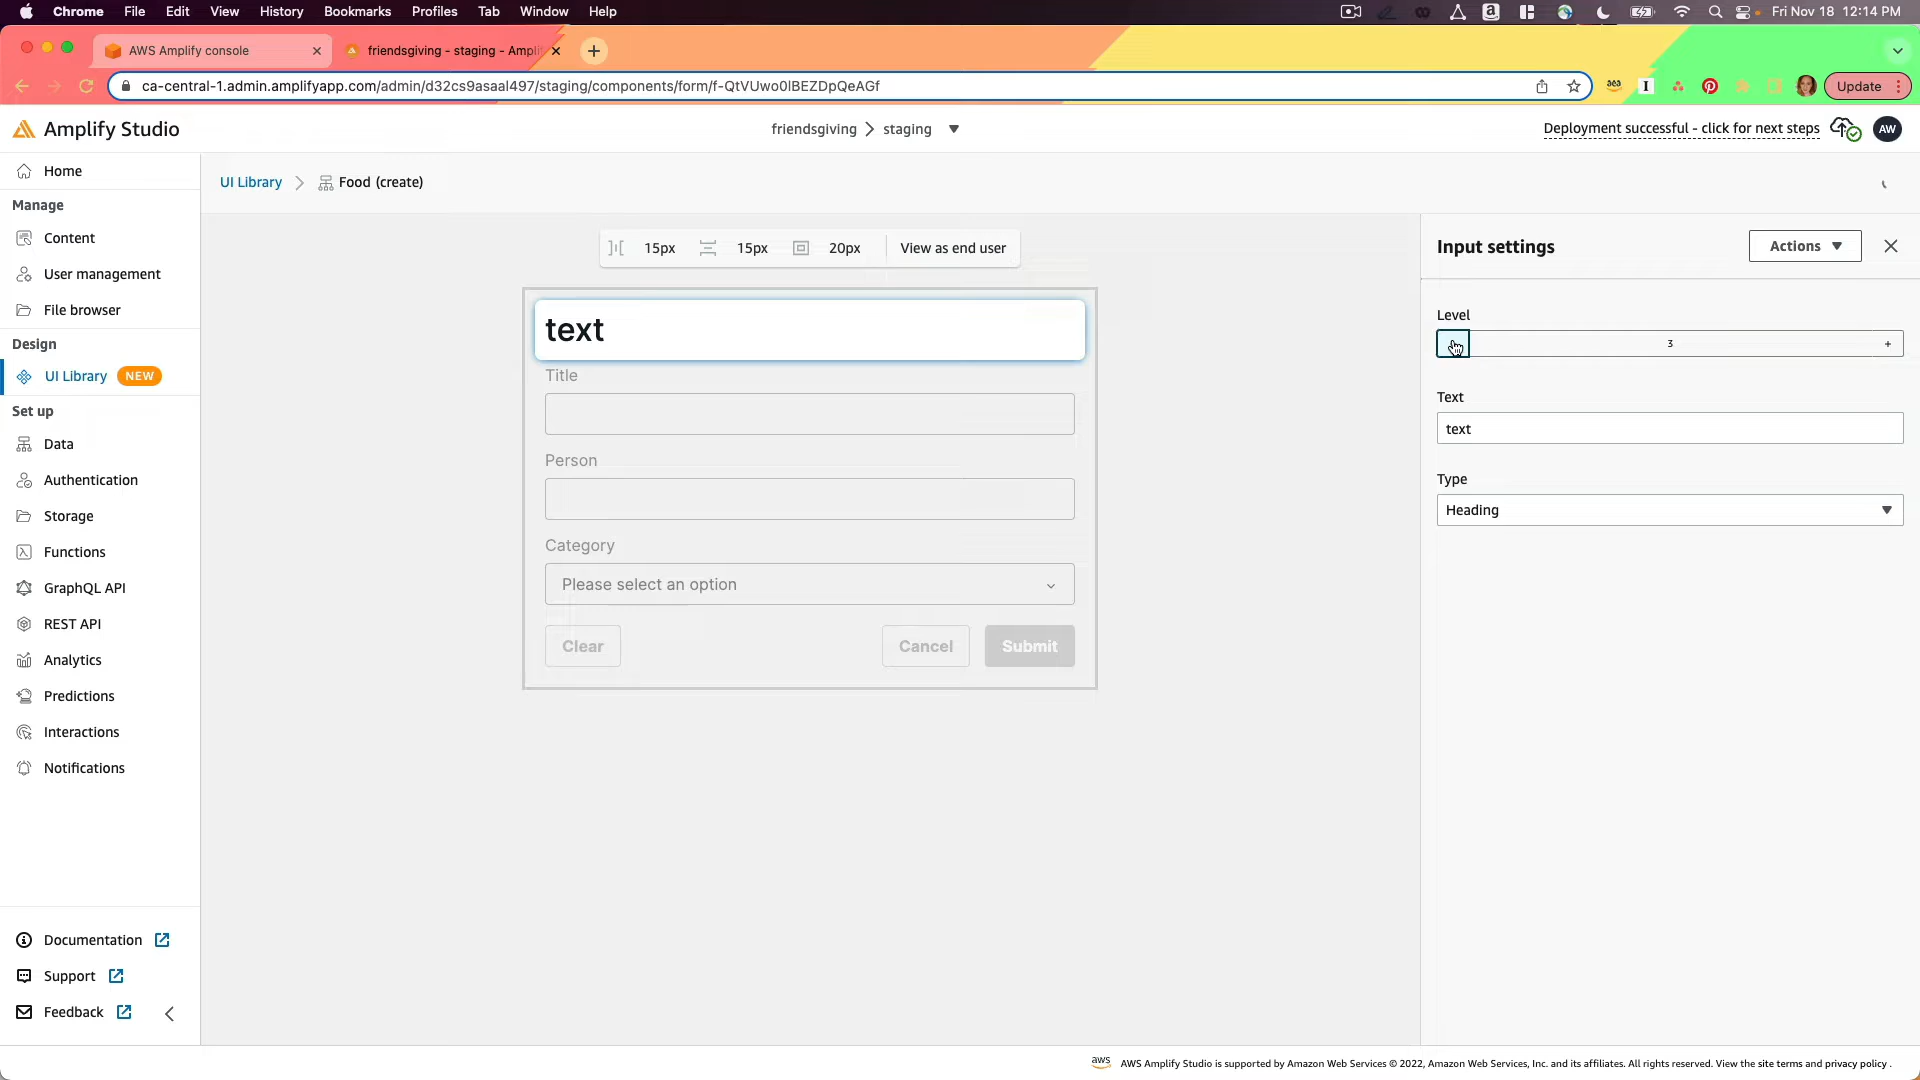 Chrome File Edit View History Bookmarks Profiles Tab Window Help
Fri Nov 18 12:14 PM
AWS Amplify console
friendsgiving - staging - Ampli
ca-central-1.admin.amplifyapp.com/admin/d32cs9asaal497/staging/components/form/f-QtVUwo0lBEZDpQeAGf
Update
Amplify Studio
friendsgiving > staging
Deployment successful - click for next steps
AW
Home
Manage
Content
User management
File browser
Design
UI Library NEW
Set up
Data
Authentication
Storage
Functions
GraphQL API
REST API
Analytics
Predictions
Interactions
Notifications
Documentation
Support
Feedback
UI Library > Food (create)
15px 15px 20px View as end user
text
Title
Person
Category
Please select an option
Clear Cancel Submit
Input settings
Actions
Level
3 +
Text
text
Type
Heading
aws AWS Amplify Studio is supported by Amazon Web Services © 2022, Amazon Web Services, Inc. and its affiliates. All rights reserved. View the site terms and privacy policy .